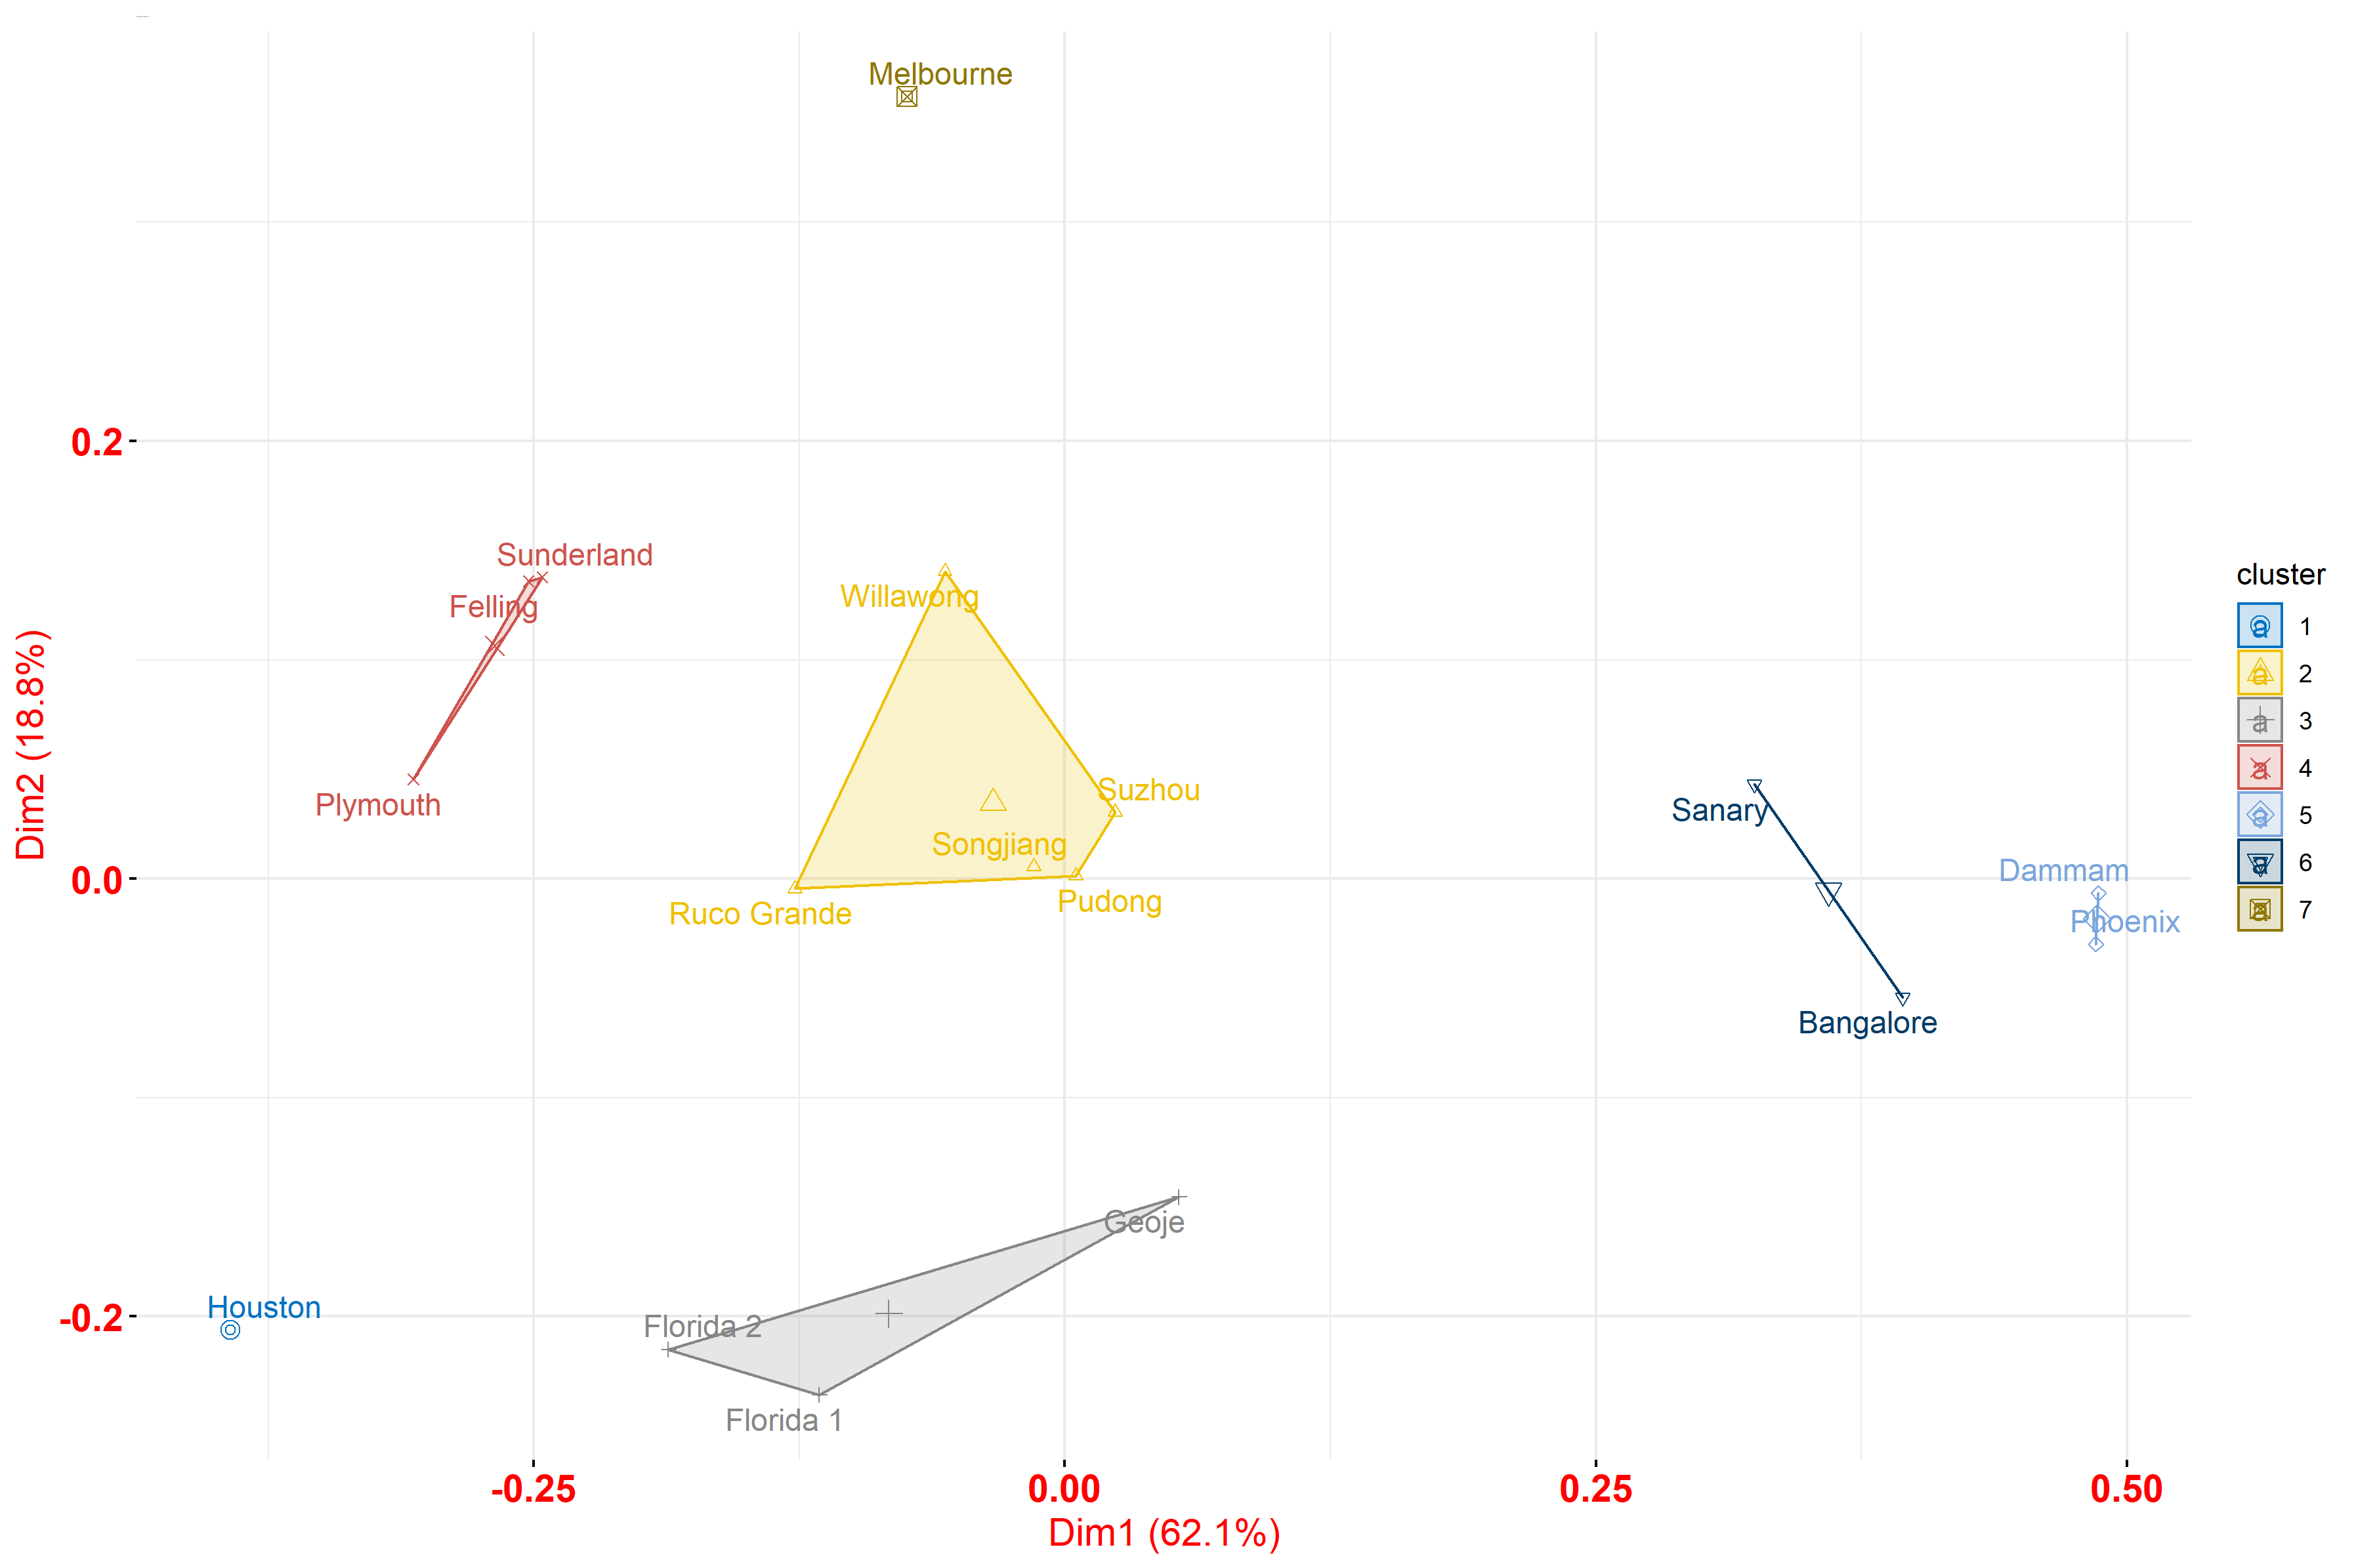 Melbourne
0.2
Sunderland
Felling
Willawong
Plymouth
Suzhou
Songjiang
Sanary
0.0
Ruco Grande
Pudong
Dammam
Phoenix
Bangalore
Geoje
-0.2
Houston
Florida 2
Florida 1
-0.25
0.00
0.25
0.50
Dim1 (62.1%)
Dim2 (18.8%)
cluster
a 1
a 2
a 3
a 4
a 5
a 6
a 7